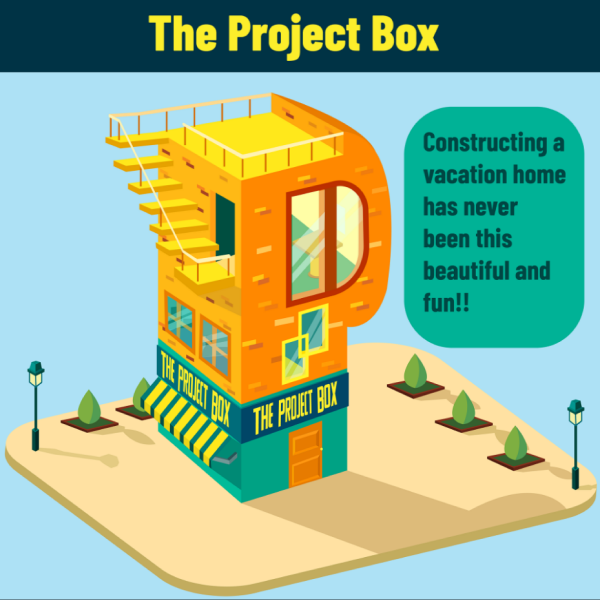 The Project Box
Constructing a
vacation home
has never
been this
beautiful and
fun!!
THE PROJECT BOX
THE PROJECT BOX